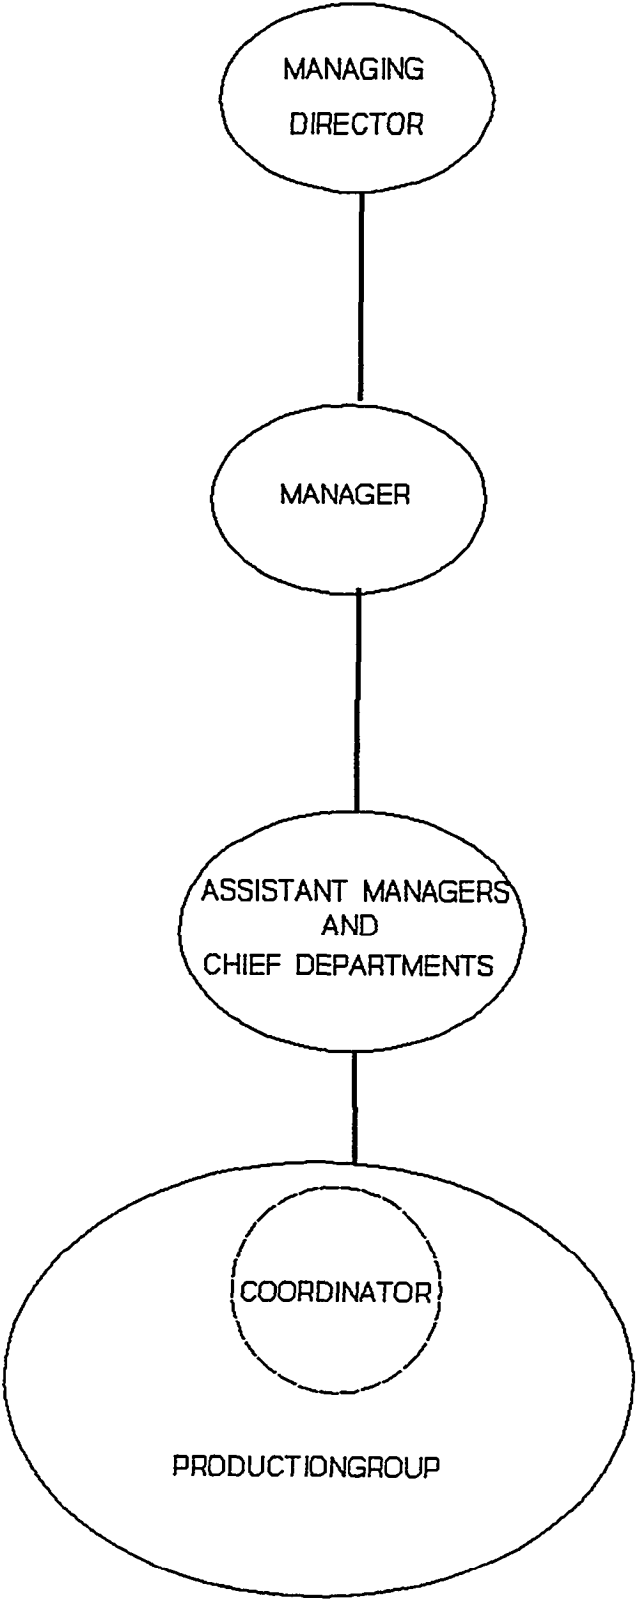 MANAGING
DIRECTOR
MANAGER
ASSISTANT MANAGERS
AND
CHIEF DEPARTMENTS
COORDINATOR
PRODUCTIONGROUP